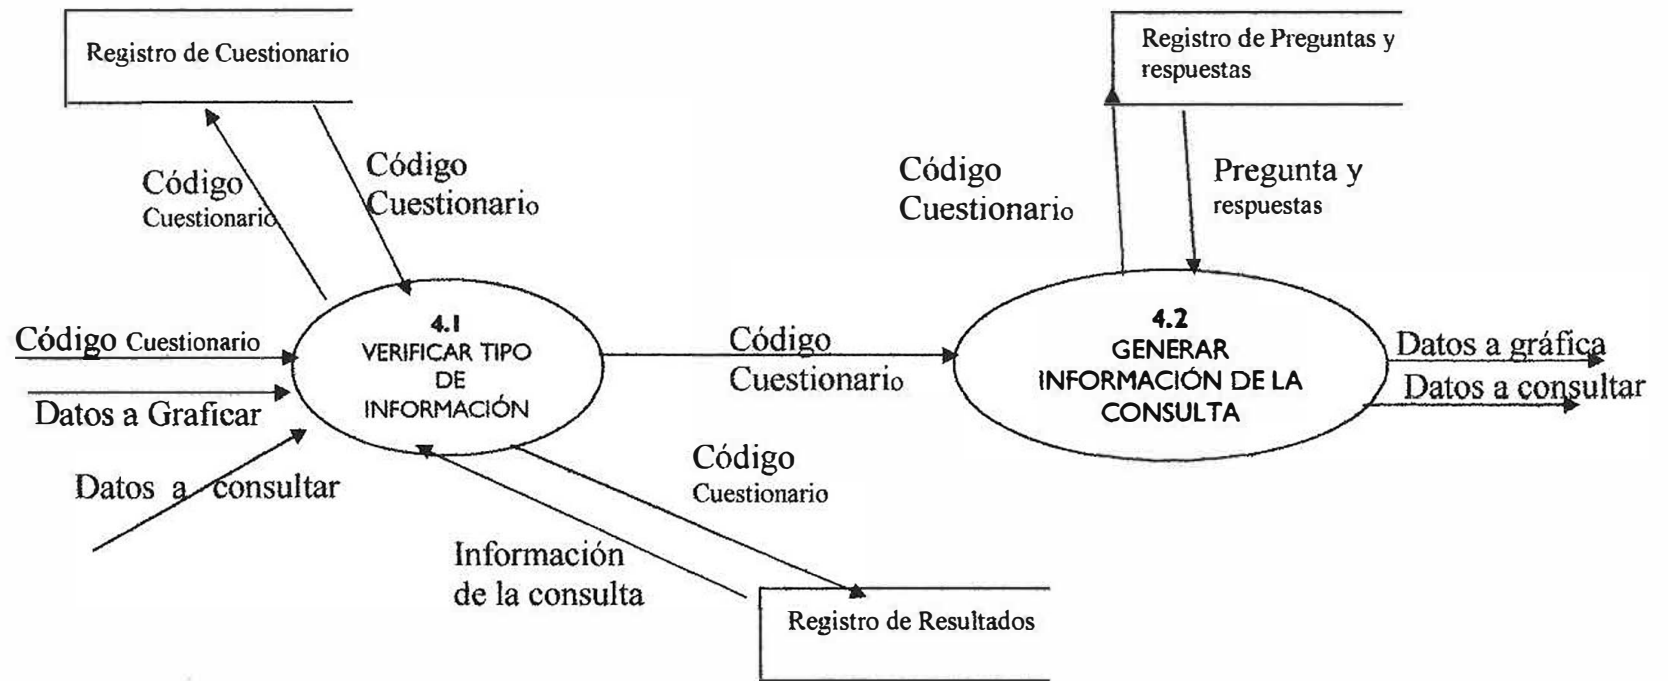 Registro de Cuestionario
Registro de Preguntas y
respuestas
Código
Cuestionario
Código
Cuestionario
Código
Cuestionario
Pregunta y
respuestas
4.1
VERIFICAR TIPO
DE
INFORMACIÓN
Código Cuestionario
Datos a Graficar
Datos a consultar
Código
Cuestionario
4.2
GENERAR
INFORMACIÓN DE LA
CONSULTA
Datos a gráfica
Datos a consultar
Código
Cuestionario
Información
de la consulta
Registro de Resultados